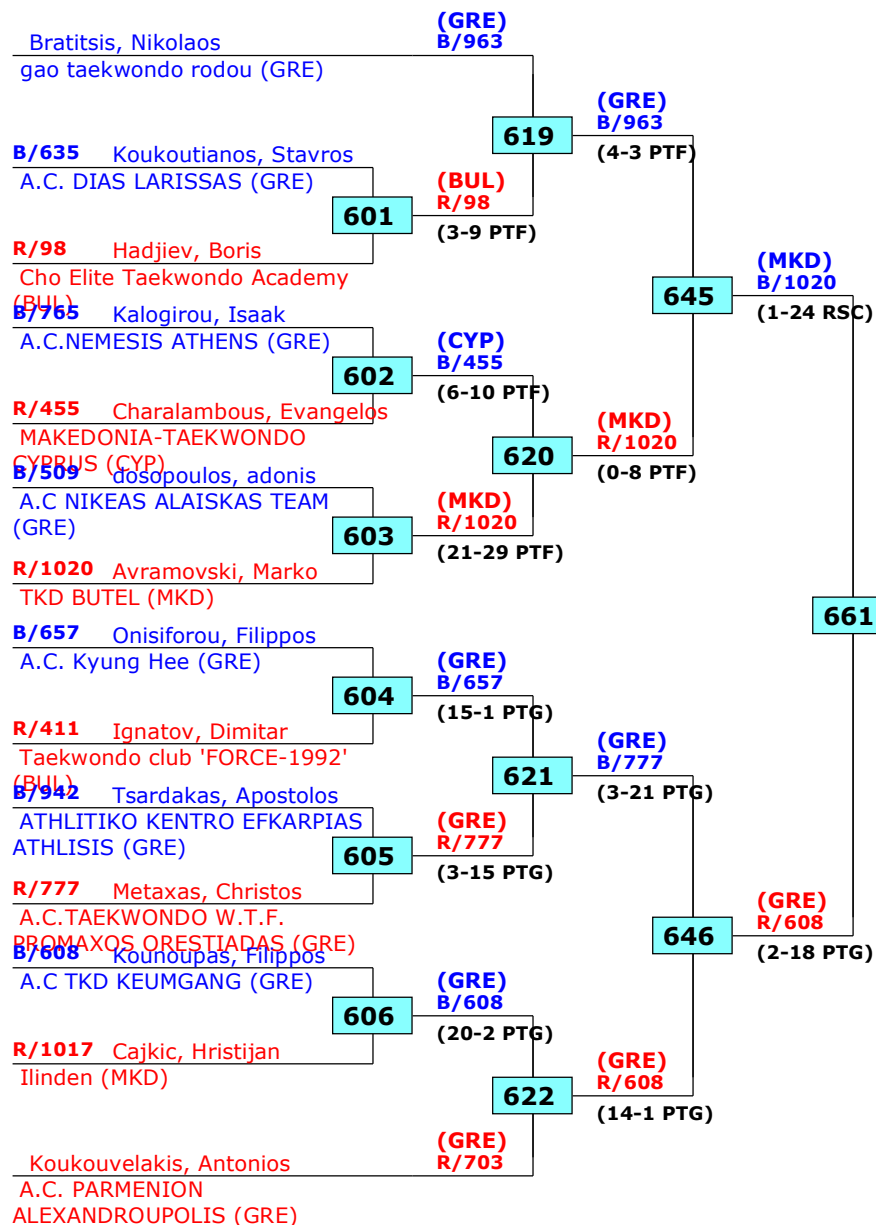 (GRE)
Bratitsis, Nikolaos
B/963
gao taekwondo rodou (GRE)
(GRE)
B/963
619
(4-3 PTF)
B/635 Koukoutianos, Stavros
A.C. DIAS LARISSAS (GRE)
(BUL)
R/98
601
(3-9 PTF)
R/98 Hadjiev, Boris
Cho Elite Taekwondo Academy
(BUL)
(MKD)
B/1020
645
(1-24 RSC)
B/765 Kalogirou, Isaak
A.C.NEMESIS ATHENS (GRE)
(CYP)
B/455
602
(6-10 PTF)
R/455 Charalambous, Evangelos
MAKEDONIA-TAEKWONDO
CYPRUS (CYP)
(MKD)
R/1020
620
(0-8 PTF)
B/509 dosopoulos, adonis
A.C NIKEAS ALAISKAS TEAM
(GRE)
(MKD)
R/1020
603
(21-29 PTF)
R/1020 Avramovski, Marko
TKD BUTEL (MKD)
661
B/657 Onisiforou, Filippos
A.C. Kyung Hee (GRE)
(GRE)
B/657
604
(15-1 PTG)
R/411 Ignatov, Dimitar
Taekwondo club 'FORCE-1992'
(BUL)
(GRE)
B/777
621
(3-21 PTG)
B/942 Tsardakas, Apostolos
ATHLITIKO KENTRO EFKARPIAS
ATHLISIS (GRE)
(GRE)
R/777
605
(3-15 PTG)
R/777 Metaxas, Christos
A.C.TAEKWONDO W.T.F.
PROMAXOS ORESTIADAS (GRE)
(GRE)
R/608
646
(2-18 PTG)
B/608 Kounoupas, Filippos
A.C TKD KEUMGANG (GRE)
(GRE)
B/608
606
(20-2 PTG)
R/1017 Cajkic, Hristijan
Ilinden (MKD)
(GRE)
R/608
622
(14-1 PTG)
(GRE)
Koukouvelakis, Antonios
R/703
A.C. PARMENION
ALEXANDROUPOLIS (GRE)